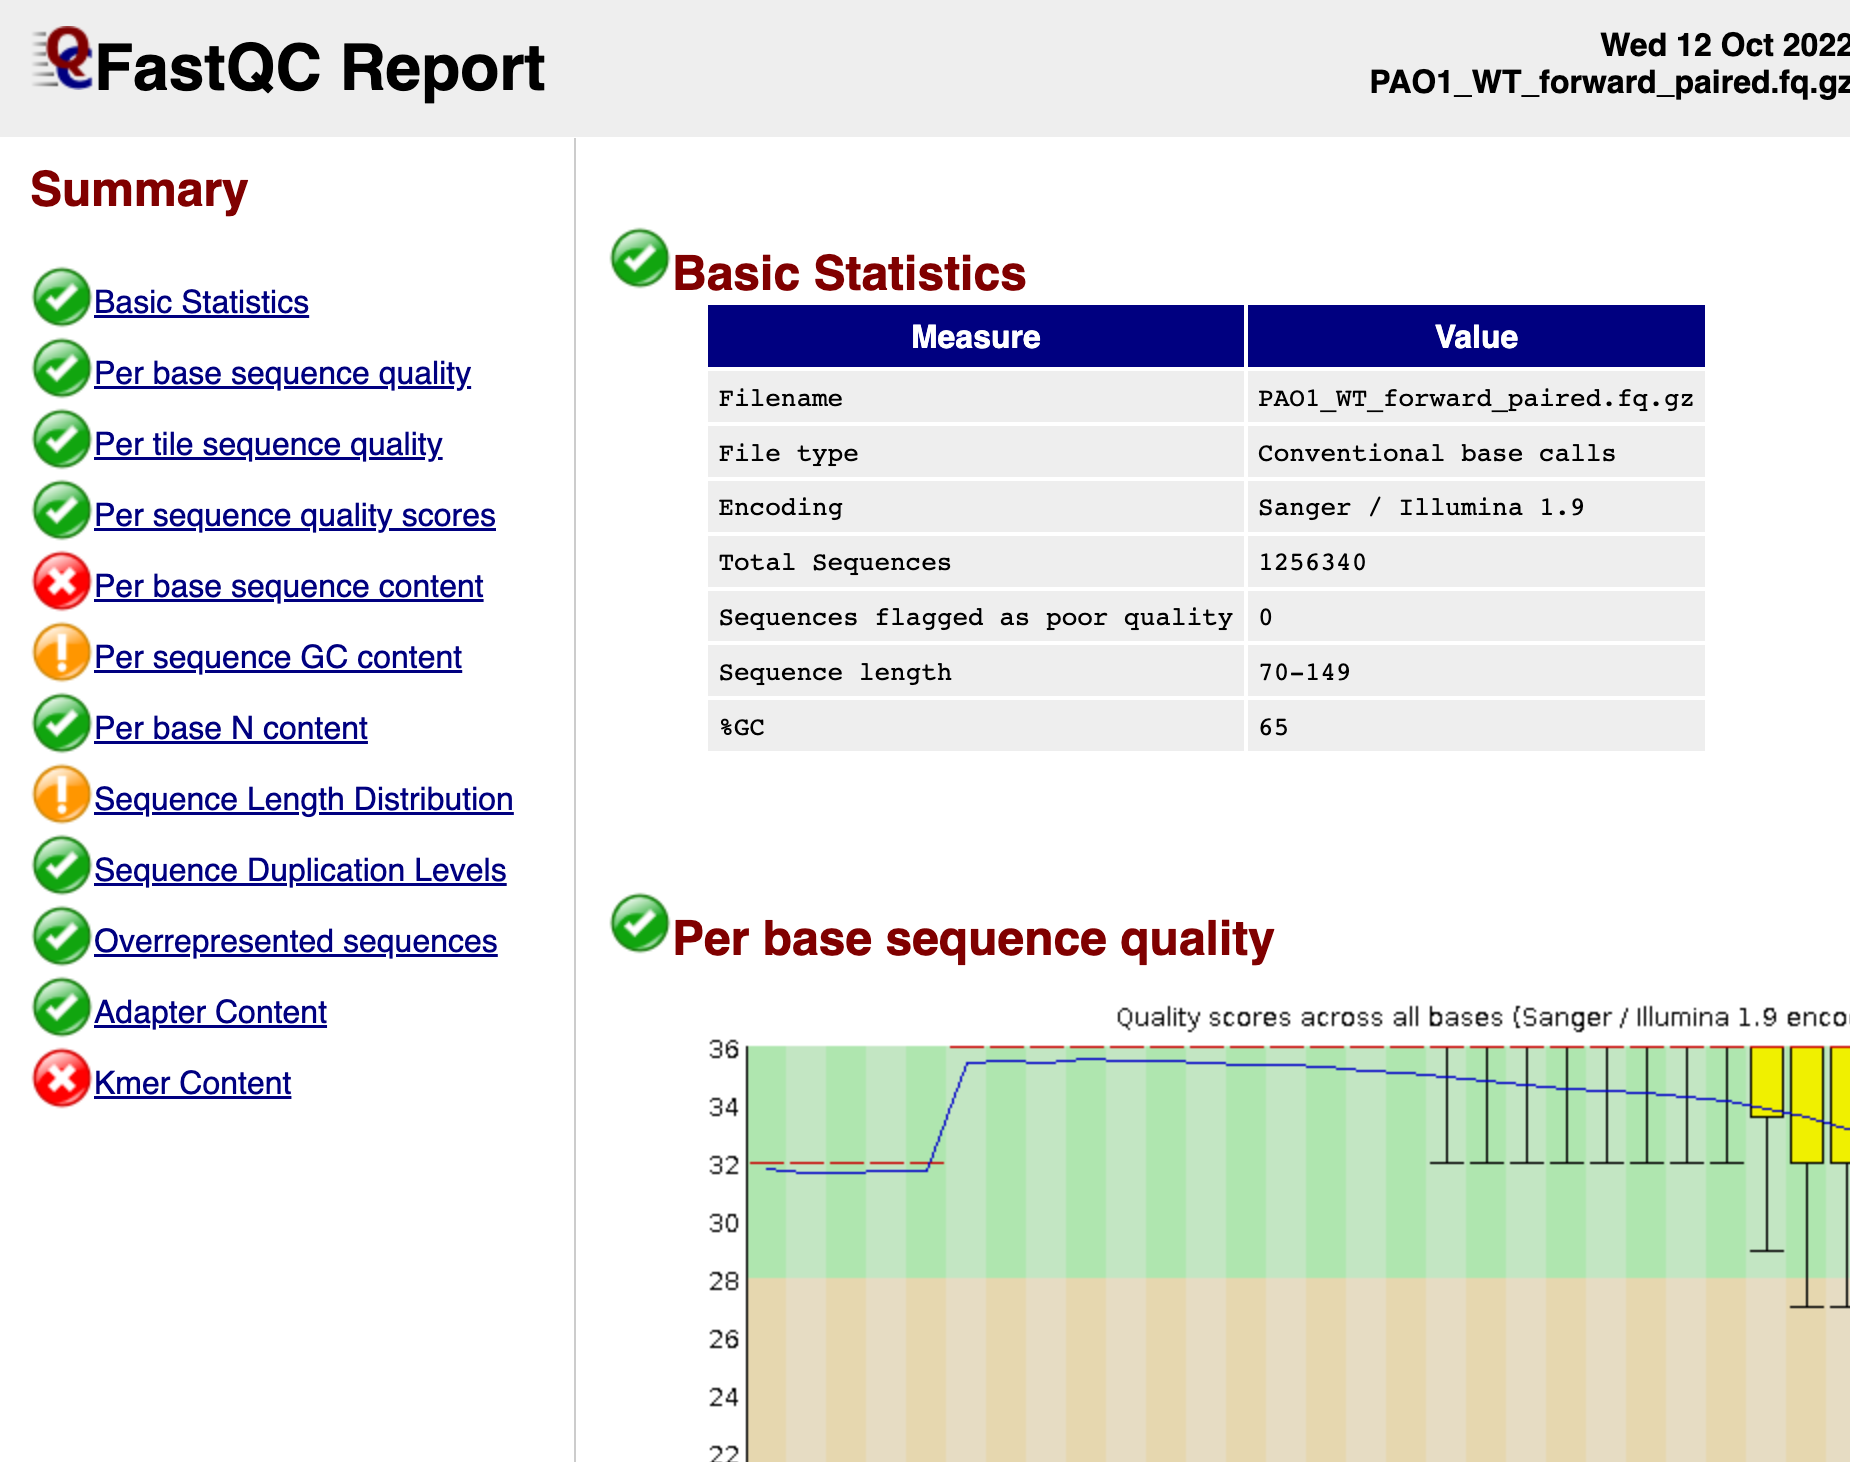 FastQC Report
Wed 12 Oct 2022
PAO1_WT_forward_paired.fq.gz
Summary
Basic Statistics
Per base sequence quality
Per tile sequence quality
Per sequence quality scores
Per base sequence content
Per sequence GC content
Per base N content
Sequence Length Distribution
Sequence Duplication Levels
Overrepresented sequences
Adapter Content
Kmer Content
Basic Statistics
Measure Value
Filename PAO1_WT_forward_paired.fq.gz
File type Conventional base calls
Encoding Sanger / Illumina 1.9
Total Sequences 1256340
Sequences flagged as poor quality 0
Sequence length 70-149
%GC 65
Per base sequence quality
Quality scores across all bases (Sanger / Illumina 1.9 enco
36
34
32
30
28
26
24
22